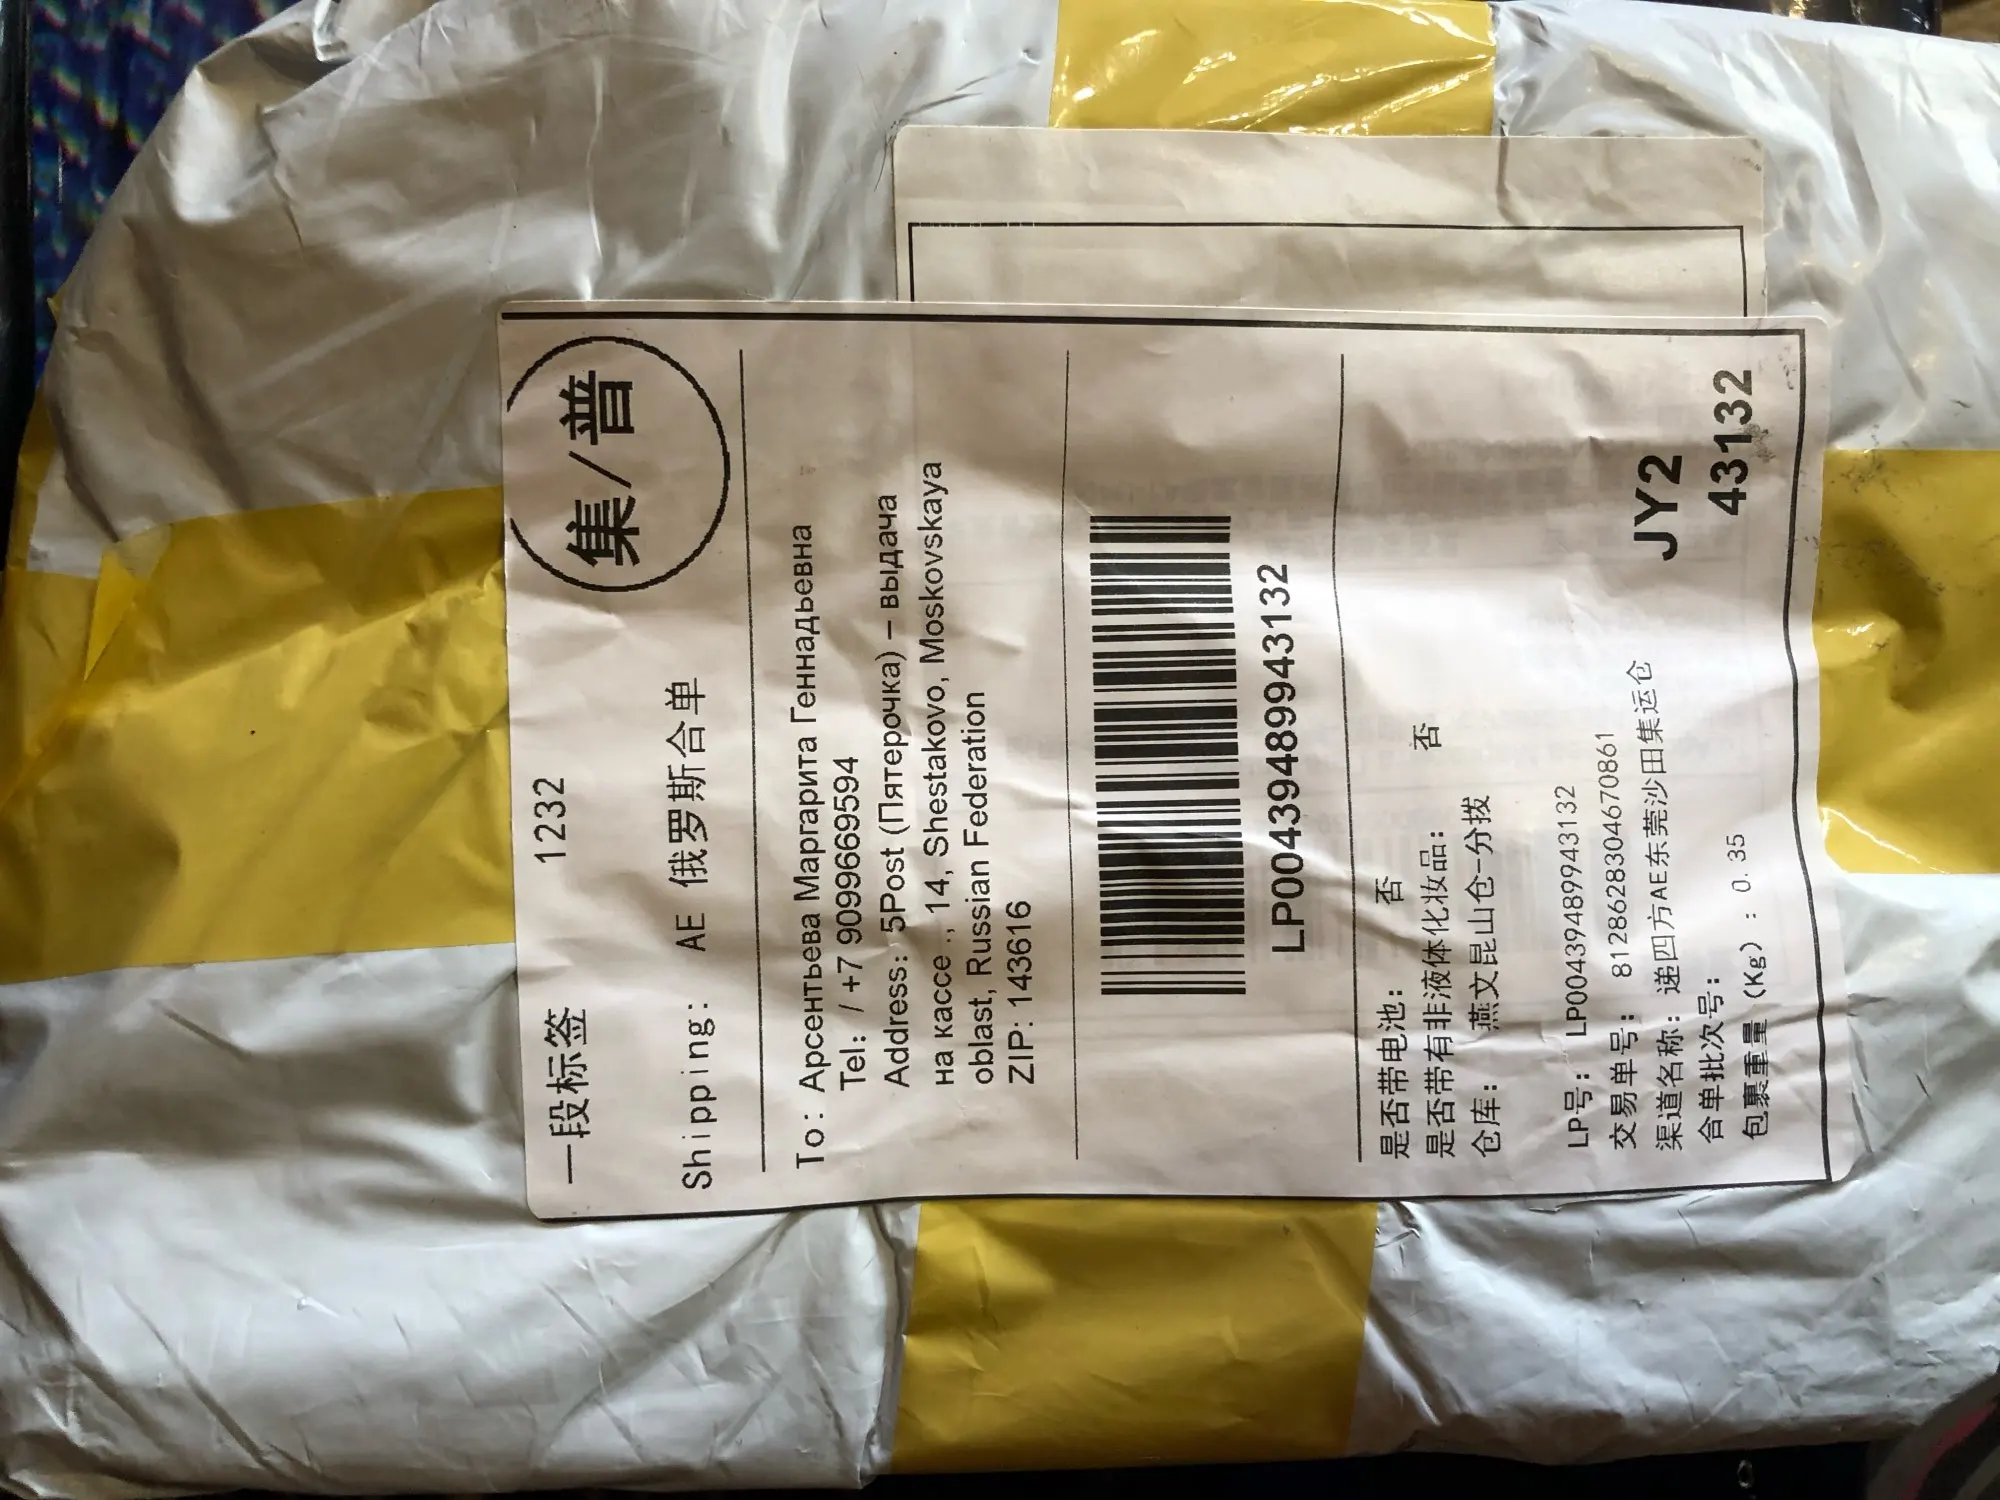 一段标签 1232
集/普
Shipping: AE 俄罗斯合单
To: Арсентьева Маргарита Геннадьевна
Tel: / +7 9099669594
Address: 5Post (Пятерочка) – выдача
на кассе ., 14, Shestakovo, Moskovskaya
oblast, Russian Federation
ZIP: 143616
LP00439489943132
是否带电池: 否
是否带有非液体化妆品: 否
仓库: 燕文昆山仓-分拨
LP号: LP00439489943132
交易单号: 8128628304670861
渠道名称: 递四方AE东莞沙田集运仓
合单批次号:
包裹重量 (Kg) : 0.35
JY2
43132